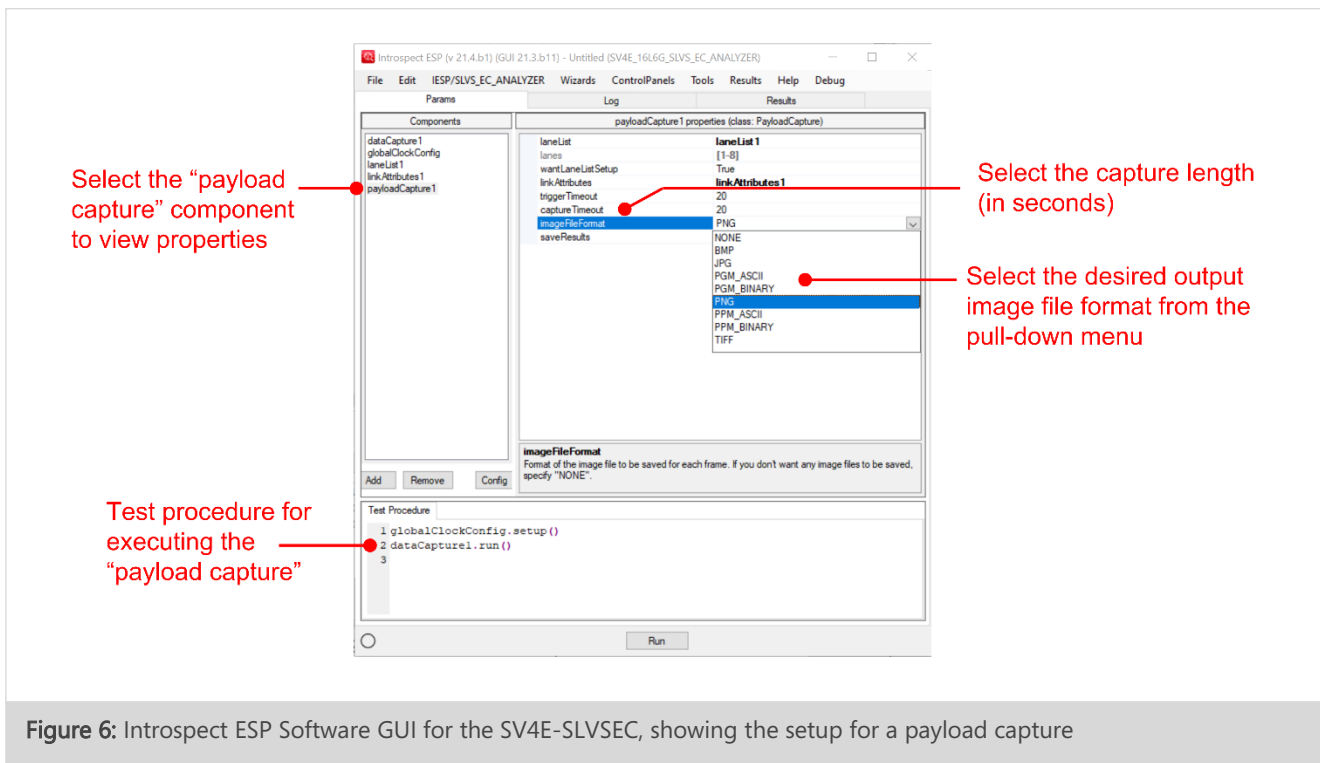 Introspect ESP (v 21.4.b1) (GUI 21.3.b11) - Untitled (SV4E_16L6G_SLVS_EC_ANALYZER)
File Edit IESP/SLVS_EC_ANALYZER Wizards ControlPanels Tools Results Help Debug
Params Log Results
Components payloadCapture1 properties (class: PayloadCapture)
dataCapture1
globalClockConfig
laneList1
linkAttributes1
payloadCapture1
laneList laneList1
lanes [1-8]
wantLaneListSetup True
linkAttributes linkAttributes1
triggerTimeout 20
captureTimeout 20
imageFileFormat PNG
saveResults
NONE
BMP
JPG
PGM_ASCII
PGM_BINARY
PNG
PPM_ASCII
PPM_BINARY
TIFF
Select the “payload
capture” component
to view properties
Select the capture length
(in seconds)
Select the desired output
image file format from the
pull-down menu
imageFileFormat
Format of the image file to be saved for each frame. If you don't want any image files to be saved,
specify "NONE".
Add Remove Config
Test Procedure
1 globalClockConfig.setup()
2 dataCapture1.run()
3
Test procedure for
executing the
“payload capture”
Run
Figure 6: Introspect ESP Software GUI for the SV4E-SLVSEC, showing the setup for a payload capture